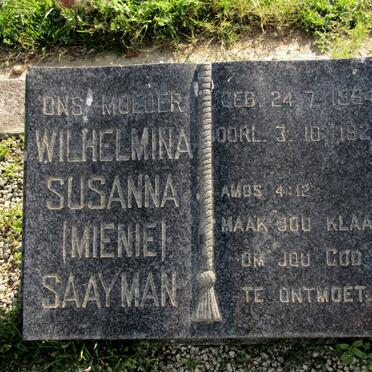 ONS MOEDER
WILHELMINA
SUSANNA
(MIENIE)
SAAYMAN
GEB. 24.7.
OORL. 3.10.
AMOS 4:12
MAAK JOU KLAA
OM JOU GOD
TE ONTMOET.